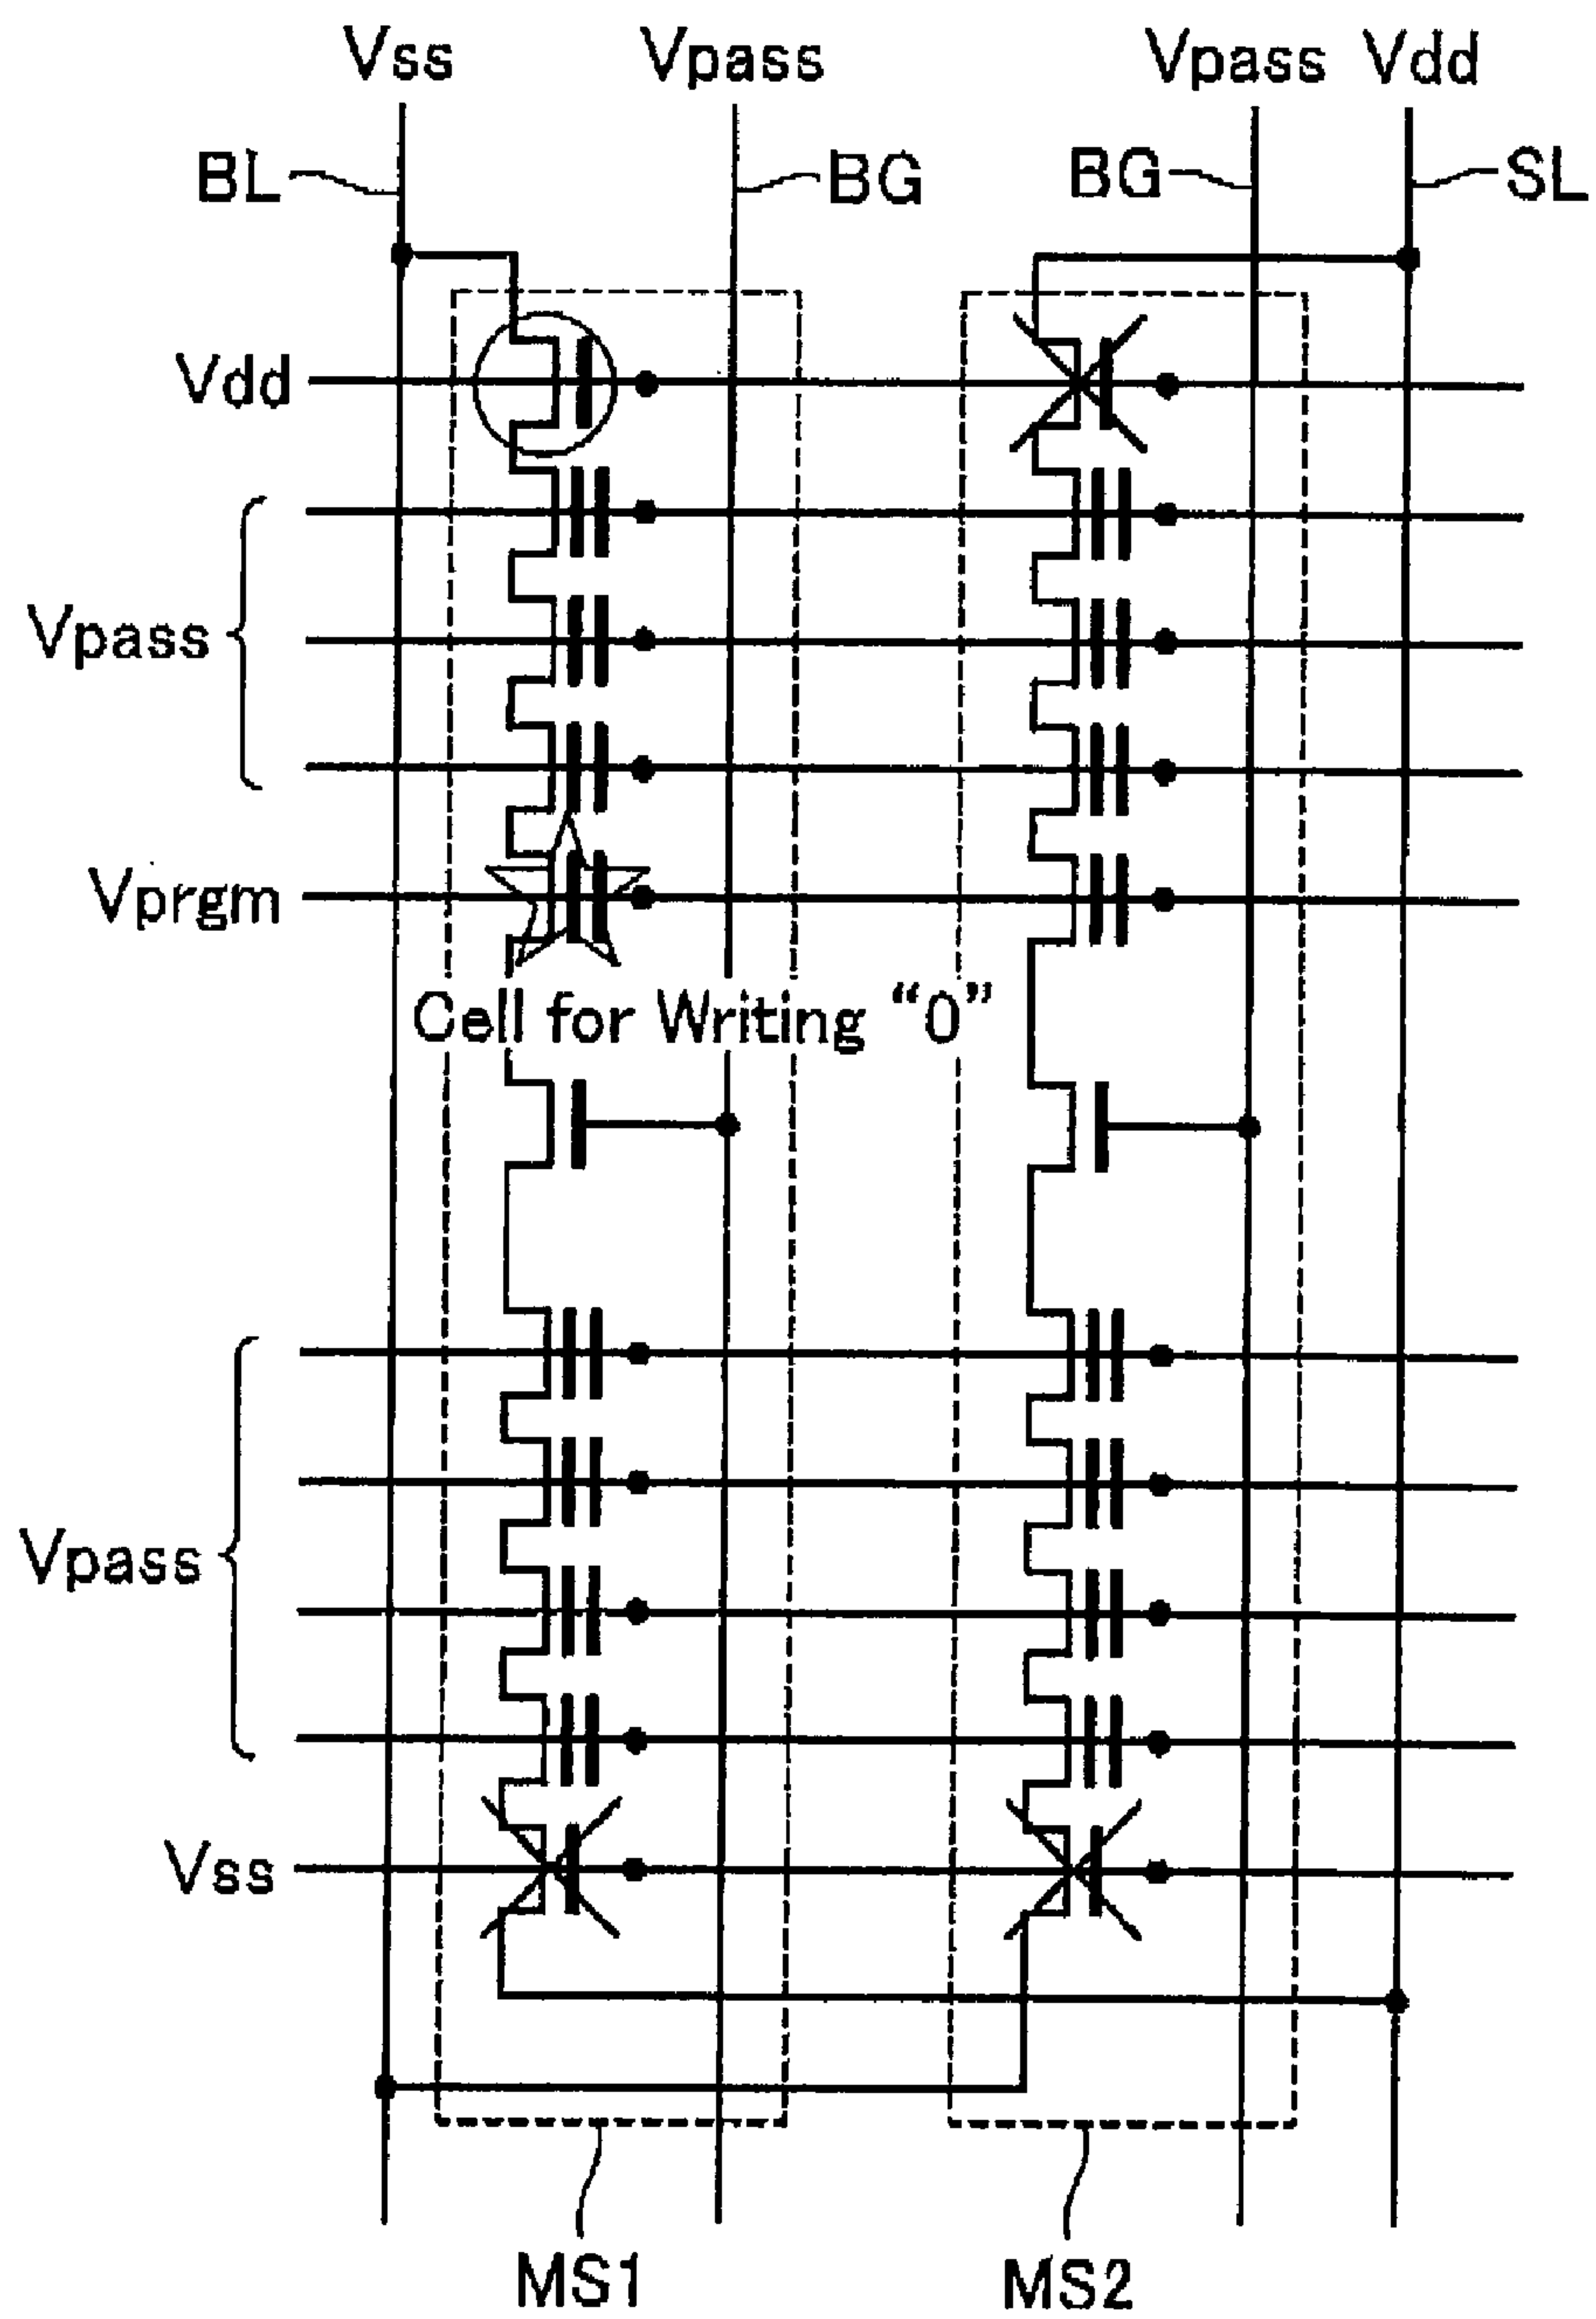 Vss Vpass Vpass Vdd
BL BG BG SL
Vdd
Vpass
Vprgm
Cell for Writing “0”
Vpass
Vss
MS1 MS2